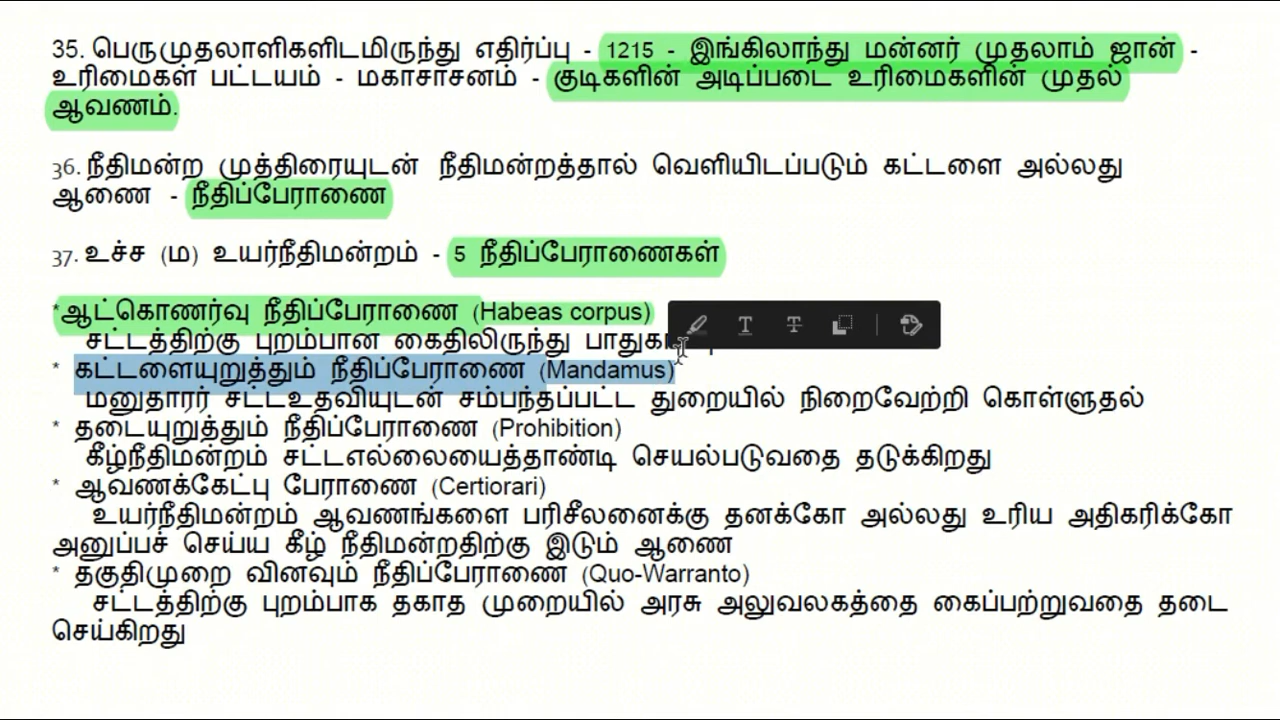 35. பெருமுதலாளிகளிடமிருந்து எதிர்ப்பு - 1215 - இங்கிலாந்து மன்னர் முதலாம் ஜான் -
உரிமைகள் பட்டயம் - மகாசாசனம் - குடிகளின் அடிப்படை உரிமைகளின் முதல்
ஆவணம்.
36. நீதிமன்ற முத்திரையுடன் நீதிமன்றத்தால் வெளியிடப்படும் கட்டளை அல்லது
ஆணை - நீதிப்பேராணை
37. உச்ச (ம) உயர்நீதிமன்றம் - 5 நீதிப்பேராணைகள்
*ஆட்கொணர்வு நீதிப்பேராணை (Habeas corpus)
சட்டத்திற்கு புறம்பான கைதிலிருந்து
* கட்டளையுறுத்தும் நீதிப்பேராணை (Mandamus)
மனுதாரர் சட்டஉதவியுடன் சம்பந்தப்பட்ட துறையில் நிறைவேற்றி கொள்ளுதல்
* தடையுறுத்தும் நீதிப்பேராணை (Prohibition)
கீழ்நீதிமன்றம் சட்டஎல்லையைத்தாண்டி செயல்படுவதை தடுக்கிறது
* ஆவணக்கேட்பு பேராணை (Certiorari)
உயர்நீதிமன்றம் ஆவணங்களை பரிசீலனைக்கு தனக்கோ அல்லது உரிய அதிகரிக்கோ
அனுப்பச் செய்ய கீழ் நீதிமன்றதிற்கு இடும் ஆணை
* தகுதிமுறை வினவும் நீதிப்பேராணை (Quo-Warranto)
சட்டத்திற்கு புறம்பாக தகாத முறையில் அரசு அலுவலகத்தை கைப்பற்றுவதை தடை
செய்கிறது